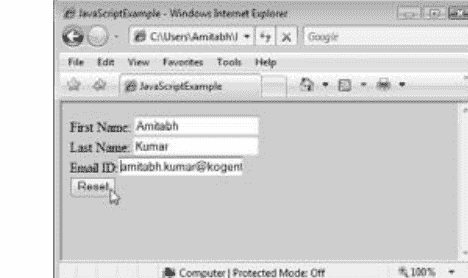 JavaScriptExample - Windows Internet Explorer
C:\Users\Amitabh\J
Google
File Edit View Favorites Tools Help
JavaScriptExample
First Name: Amitabh
Last Name: Kumar
Email ID: amitabh.kumar@kogent
Reset
Computer | Protected Mode: Off 100%